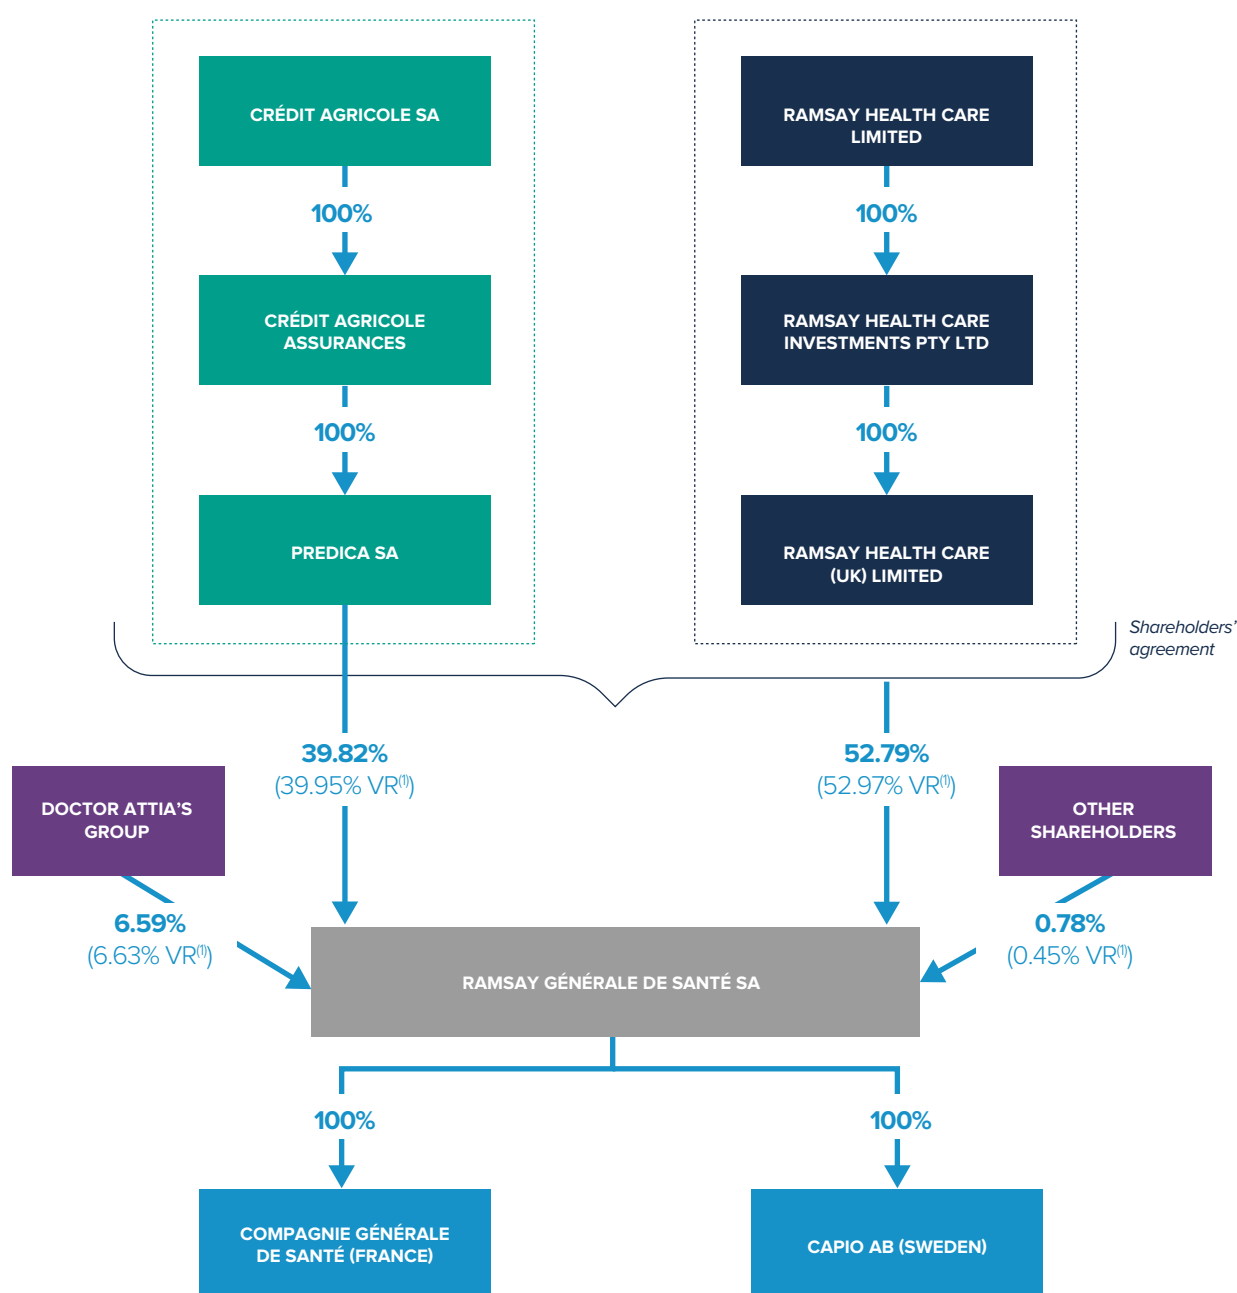 CRÉDIT AGRICOLE SA
RAMSAY HEALTH CARE
LIMITED
100%
100%
CRÉDIT AGRICOLE
ASSURANCES
RAMSAY HEALTH CARE
INVESTMENTS PTY LTD
100%
100%
PREDICA SA
RAMSAY HEALTH CARE
(UK) LIMITED
Shareholders’
agreement
39.82%
(39.95% VR(1))
52.79%
(52.97% VR(1))
DOCTOR ATTIA’S
GROUP
OTHER
SHAREHOLDERS
6.59%
(6.63% VR(1))
0.78%
(0.45% VR(1))
RAMSAY GÉNÉRALE DE SANTÉ SA
100%
100%
COMPAGNIE GÉNÉRALE
DE SANTÉ (FRANCE)
CAPIO AB (SWEDEN)